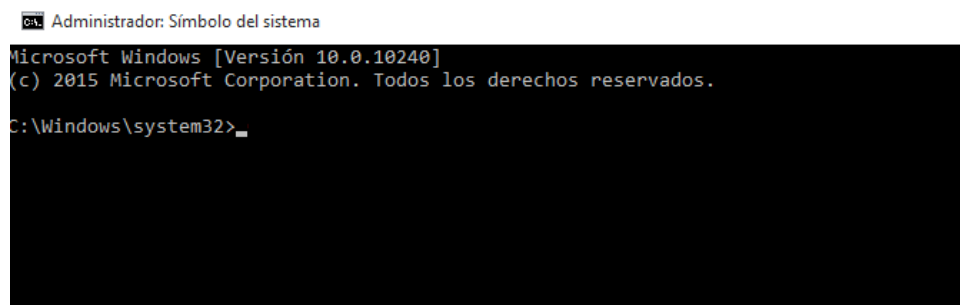 Administrador: Símbolo del sistema
Microsoft Windows [Versión 10.0.10240]
(c) 2015 Microsoft Corporation. Todos los derechos reservados.
C:\Windows\system32>_